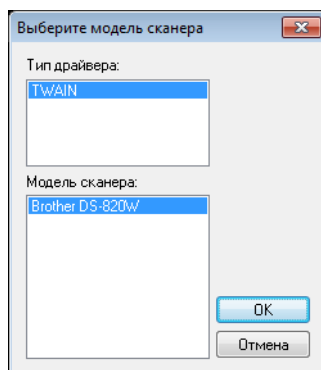 Выберите модель сканера
Тип драйвера:
TWAIN
Модель сканера:
Brother DS-820W
OK
Отмена